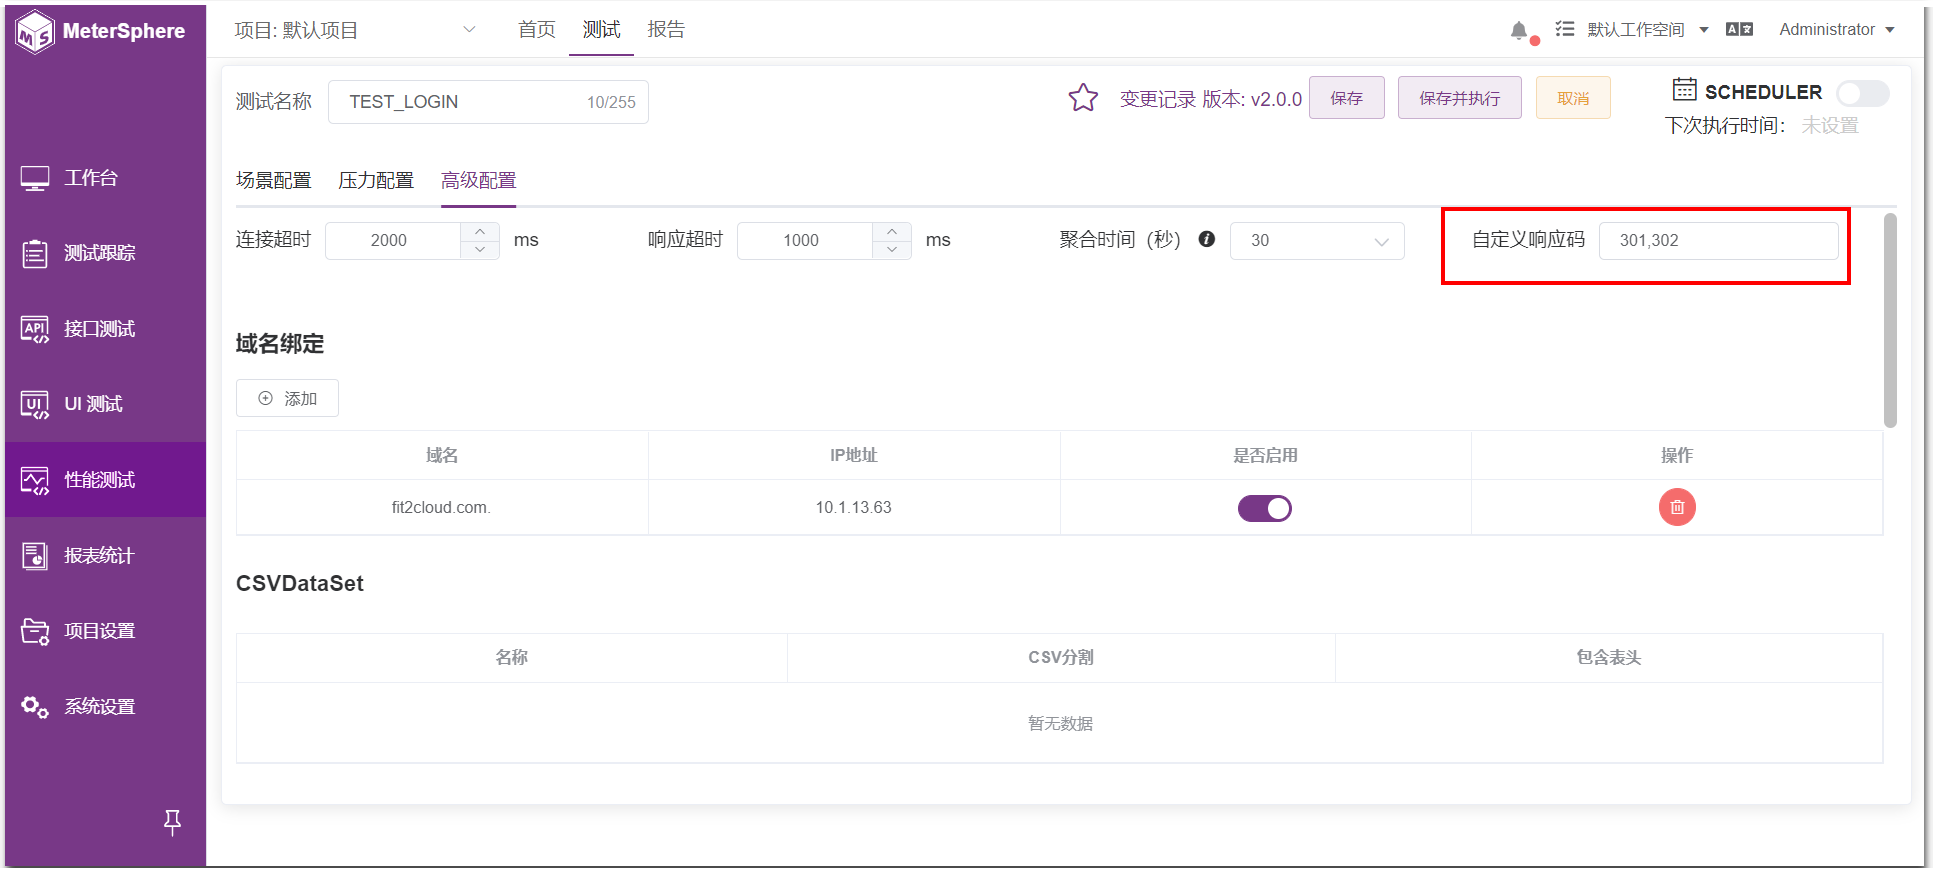 MeterSphere
项目: 默认项目 首页 测试 报告 默认工作空间 Administrator
测试名称 TEST_LOGIN 10/255 变更记录 版本: v2.0.0 保存 保存并执行 取消 SCHEDULER
下次执行时间： 未设置
工作台
测试跟踪
API 接口测试
UI UI 测试
性能测试
报表统计
项目设置
系统设置
场景配置 压力配置 高级配置
连接超时 2000 ms 响应超时 1000 ms 聚合时间（秒） 30 自定义响应码 301,302
域名绑定
添加
域名 IP地址 是否启用 操作
fit2cloud.com. 10.1.13.63
CSVDataSet
名称 CSV分割 包含表头
暂无数据